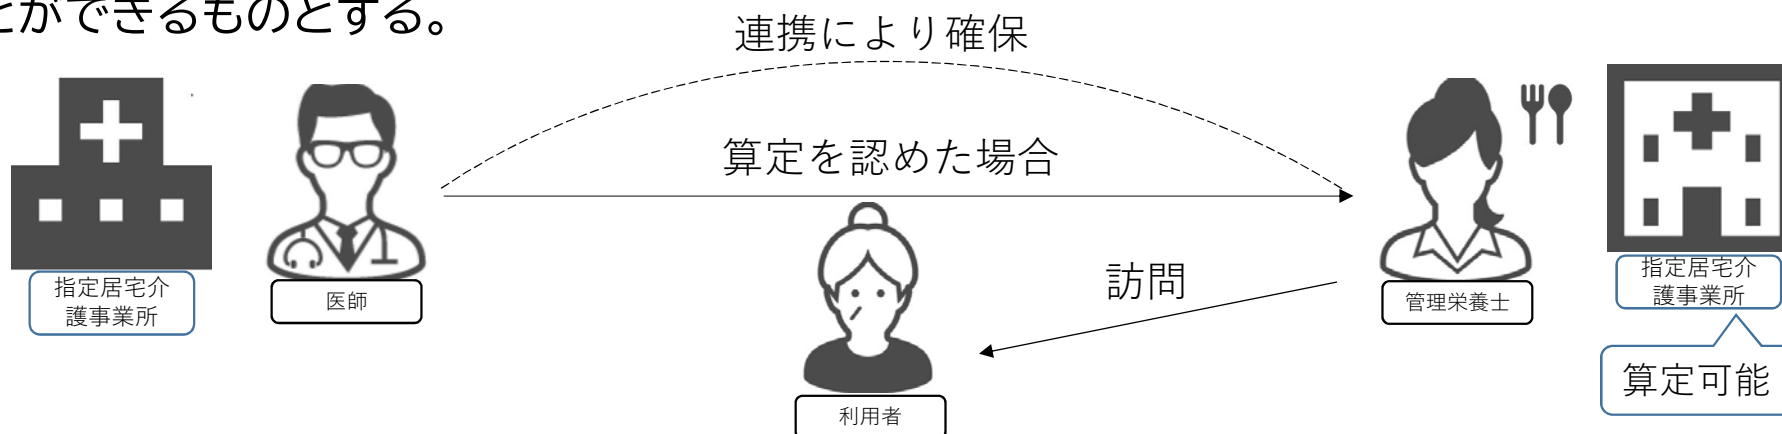 とができるものとする。
連携により確保
算定を認めた場合
訪問
指定居宅介
護事業所
医師
利用者
管理栄養士
指定居宅介
護事業所
算定可能